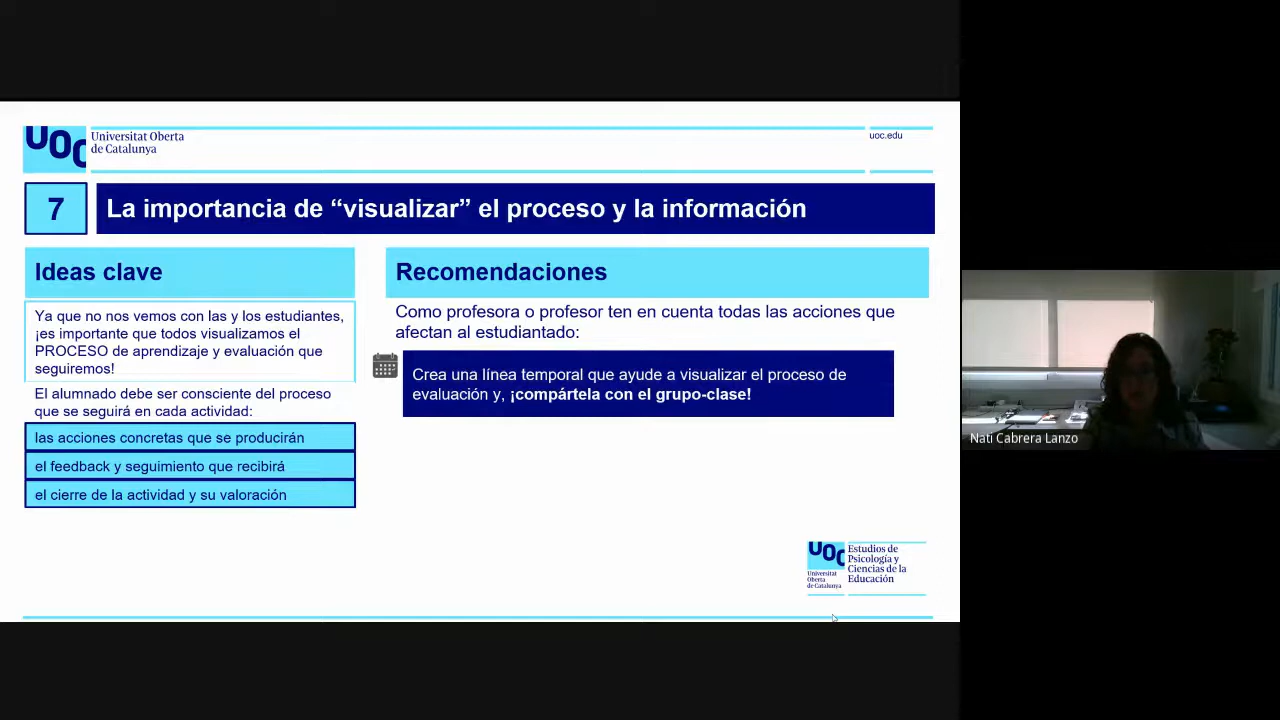 UOC
Universitat Oberta
de Catalunya
uoc.edu
7
La importancia de “visualizar” el proceso y la información
Ideas clave
Ya que no nos vemos con las y los estudiantes,
¡es importante que todos visualizamos el
PROCESO de aprendizaje y evaluación que
seguiremos!
El alumnado debe ser consciente del proceso
que se seguirá en cada actividad:
las acciones concretas que se producirán
el feedback y seguimiento que recibirá
el cierre de la actividad y su valoración
Recomendaciones
Como profesora o profesor ten en cuenta todas las acciones que
afectan al estudiantado:
Crea una línea temporal que ayude a visualizar el proceso de
evaluación y, ¡compártela con el grupo-clase!
UOC
Universitat
Oberta
de Catalunya
Estudios de
Psicología y
Ciencias de la
Educación
Nati Cabrera Lanzo